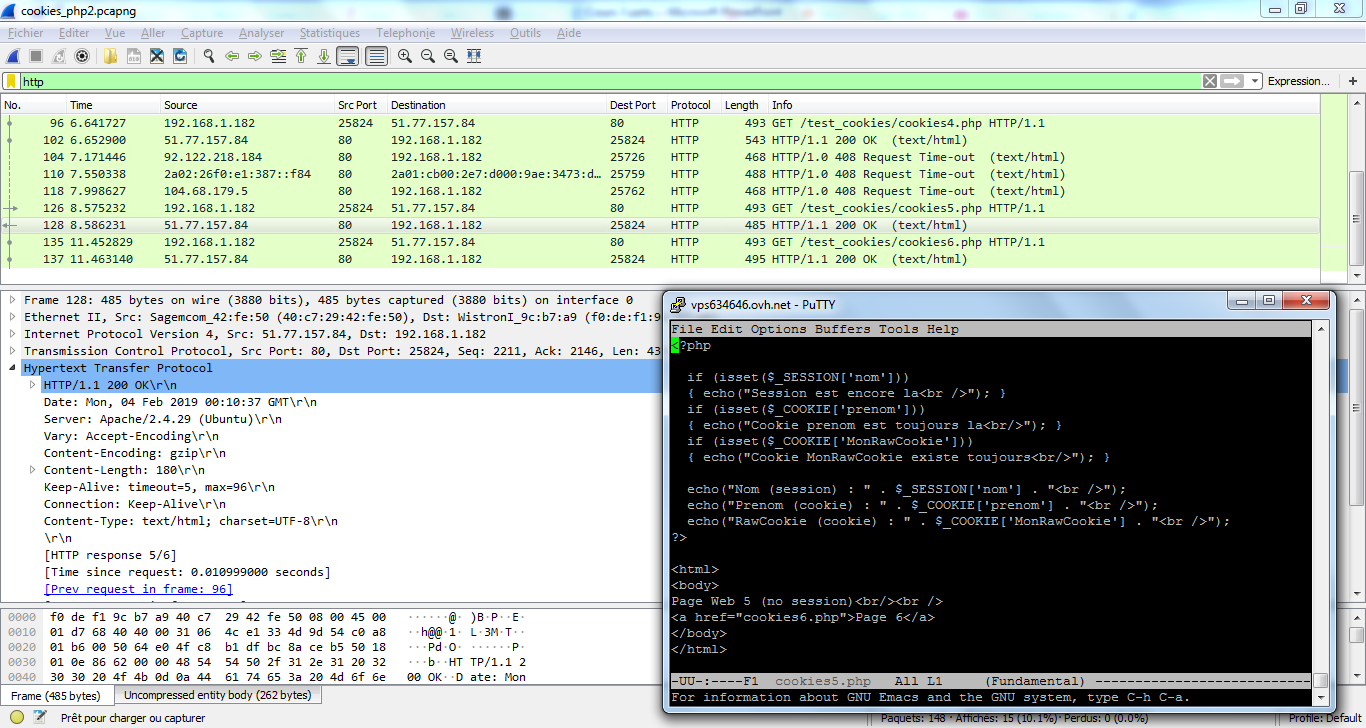 cookies_php2.pcapng
Fichier Editer Vue Aller Capture Analyser Statistiques Telephonie Wireless Outils Aide
http Expression... +
No. Time Source Src Port Destination Dest Port Protocol Length Info
96 6.641727 192.168.1.182 25824 51.77.157.84 80 HTTP 493 GET /test_cookies/cookies4.php HTTP/1.1
102 6.652900 51.77.157.84 80 192.168.1.182 25824 HTTP 543 HTTP/1.1 200 OK (text/html)
104 7.171446 92.122.218.184 80 192.168.1.182 25726 HTTP 468 HTTP/1.0 408 Request Time-out (text/html)
110 7.550338 2a02:26f0:e1:387::f84 80 2a01:cb00:2e7:d000:9ae:3473:d... 25759 HTTP 488 HTTP/1.0 408 Request Time-out (text/html)
118 7.998627 104.68.179.5 80 192.168.1.182 25762 HTTP 468 HTTP/1.0 408 Request Time-out (text/html)
126 8.575232 192.168.1.182 25824 51.77.157.84 80 HTTP 493 GET /test_cookies/cookies5.php HTTP/1.1
128 8.586231 51.77.157.84 80 192.168.1.182 25824 HTTP 485 HTTP/1.1 200 OK (text/html)
135 11.452829 192.168.1.182 25824 51.77.157.84 80 HTTP 493 GET /test_cookies/cookies6.php HTTP/1.1
137 11.463140 51.77.157.84 80 192.168.1.182 25824 HTTP 495 HTTP/1.1 200 OK (text/html)
Frame 128: 485 bytes on wire (3880 bits), 485 bytes captured (3880 bits) on interface 0
Ethernet II, Src: Sagemcom_42:fe:50 (40:c7:29:42:fe:50), Dst: WistronI_9c:b7:a9 (f0:de:f1:9
Internet Protocol Version 4, Src: 51.77.157.84, Dst: 192.168.1.182
Transmission Control Protocol, Src Port: 80, Dst Port: 25824, Seq: 2211, Ack: 2146, Len: 43
Hypertext Transfer Protocol
HTTP/1.1 200 OK\r\n
Date: Mon, 04 Feb 2019 00:10:37 GMT\r\n
Server: Apache/2.4.29 (Ubuntu)\r\n
Vary: Accept-Encoding\r\n
Content-Encoding: gzip\r\n
Content-Length: 180\r\n
Keep-Alive: timeout=5, max=96\r\n
Connection: Keep-Alive\r\n
Content-Type: text/html; charset=UTF-8\r\n
\r\n
[HTTP response 5/6]
[Time since request: 0.010999000 seconds]
[Prev request in frame: 96]
vps634646.ovh.net - PuTTY
File Edit Options Buffers Tools Help
<?php
if (isset($_SESSION['nom']))
{ echo("Session est encore la<br />"); }
if (isset($_COOKIE['prenom']))
{ echo("Cookie prenom est toujours la<br/>"); }
if (isset($_COOKIE['MonRawCookie']))
{ echo("Cookie MonRawCookie existe toujours<br/>"); }
echo("Nom (session) : " . $_SESSION['nom'] . "<br />");
echo("Prenom (cookie) : " . $_COOKIE['prenom'] . "<br />");
echo("RawCookie (cookie) : " . $_COOKIE['MonRawCookie'] . "<br />");
?>
<html>
<body>
Page Web 5 (no session)<br/><br />
<a href="cookies6.php">Page 6</a>
</body>
</html>
-UU-:----F1 cookies5.php All L1 (Fundamental) ------------------------------
For information about GNU Emacs and the GNU system, type C-h C-a.
0000 f0 de f1 9c b7 a9 40 c7 29 42 fe 50 08 00 45 00 ······@· )B·P··E·
0010 01 d7 68 40 40 00 31 06 4c e1 33 4d 9d 54 c0 a8 ··h@@·1· L·3M·T··
0020 01 b6 00 50 64 e0 4f c8 b1 df bc 8a ce b5 50 18 ···Pd·O· ······P·
0030 01 0e 86 62 00 00 48 54 54 50 2f 31 2e 31 20 32 ···b··HT TP/1.1 2
0040 30 30 20 4f 4b 0d 0a 44 61 74 65 3a 20 4d 6f 6e 00 OK··D ate: Mon
Frame (485 bytes) Uncompressed entity body (262 bytes)
Prêt pour charger ou capturer Paquets: 148 · Affichés: 15 (10.1%) · Perdus: 0 (0.0%) Profile: Default